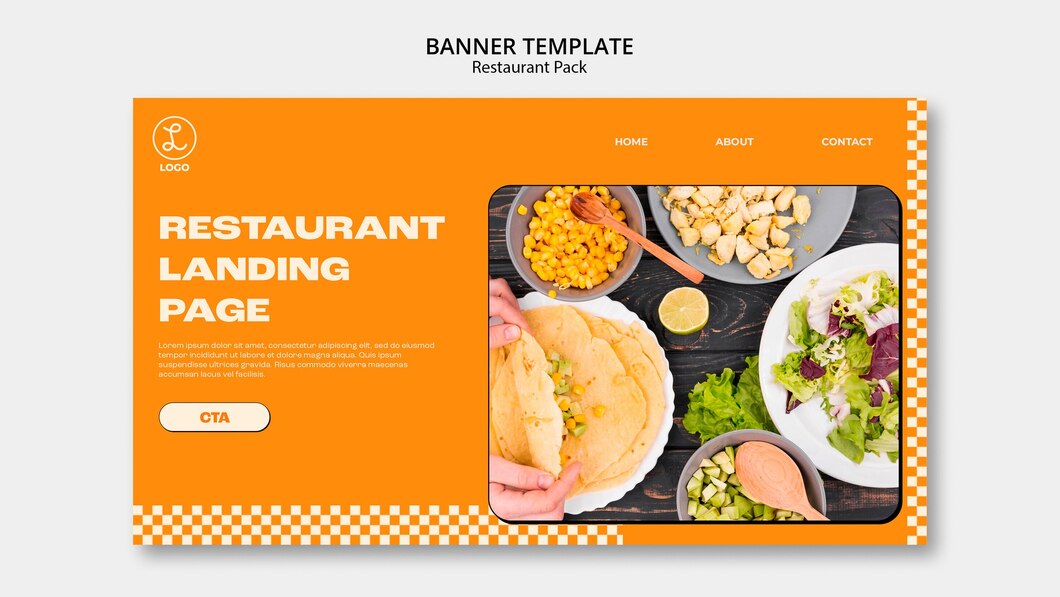 BANNER TEMPLATE
Restaurant Pack
LOGO
HOME ABOUT CONTACT
RESTAURANT
LANDING
PAGE
Lorem ipsum dolor sit amet, consectetur adipiscing elit, sed do eiusmod
tempor incididunt ut labore et dolore magna aliqua. Quis ipsum
suspendisse ultrices gravida. Risus commodo viverra maecenas
accumsan lacus vel facilisis.
CTA